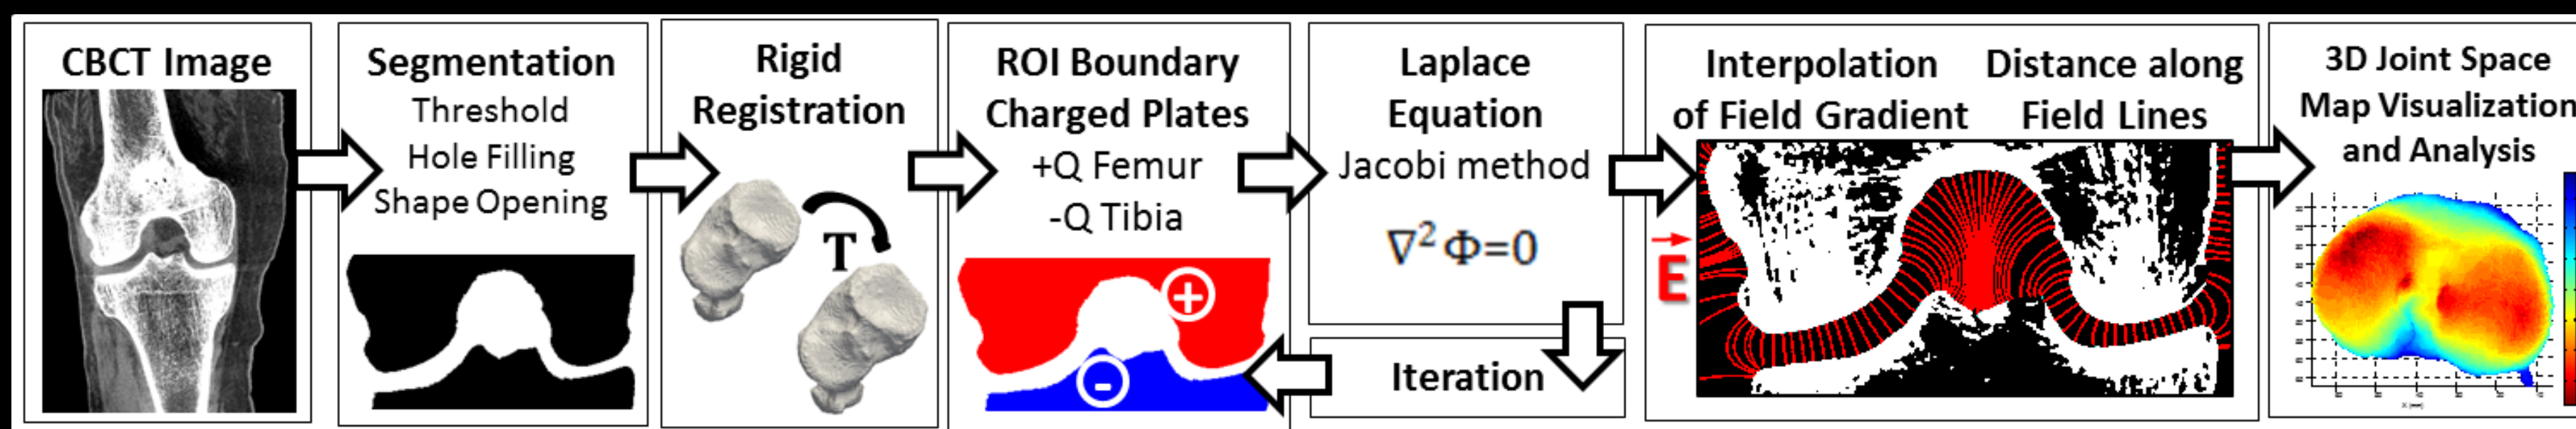 CBCT Image
Segmentation
Threshold
Hole Filling
Shape Opening
Rigid
Registration
T
ROI Boundary
Charged Plates
+Q Femur
-Q Tibia
+
-
Laplace
Equation
Jacobi method
∇² Φ=0
Iteration
Interpolation
of Field Gradient
Distance along
Field Lines
E
3D Joint Space
Map Visualization
and Analysis